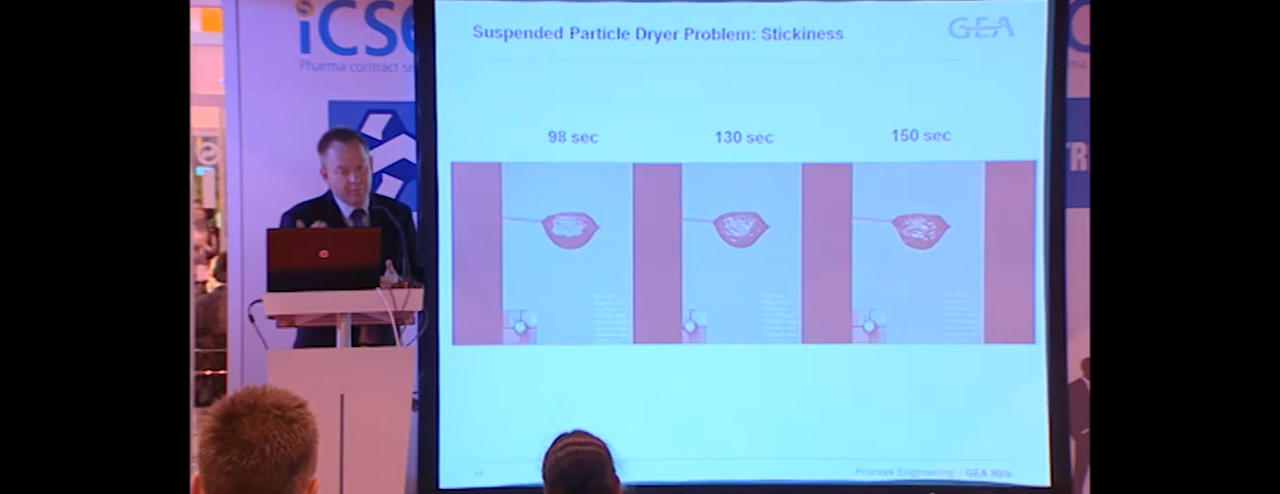 iCSE
Pharma contract se
Suspended Particle Dryer Problem: Stickiness
GEA
98 sec
130 sec
150 sec
Process Engineering - GEA Niro